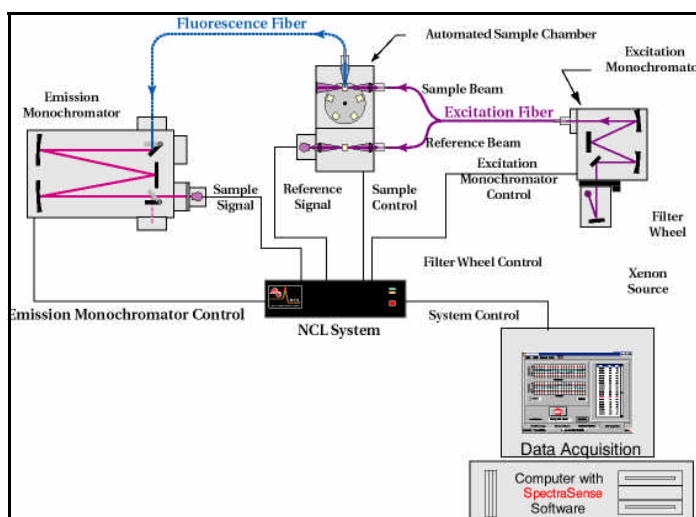 Fluorescence Fiber
Automated Sample Chamber
Excitation
Monochromator
Emission
Monochromator
Sample Beam
Excitation Fiber
Reference Beam
Sample
Signal
Reference
Signal
Sample
Control
Excitation
Monochromator
Control
Filter
Wheel
Filter Wheel Control
Xenon
Source
NCL
Emission Monochromator Control
NCL System
System Control
Data Acquisition
Computer with
SpectraSense
Software